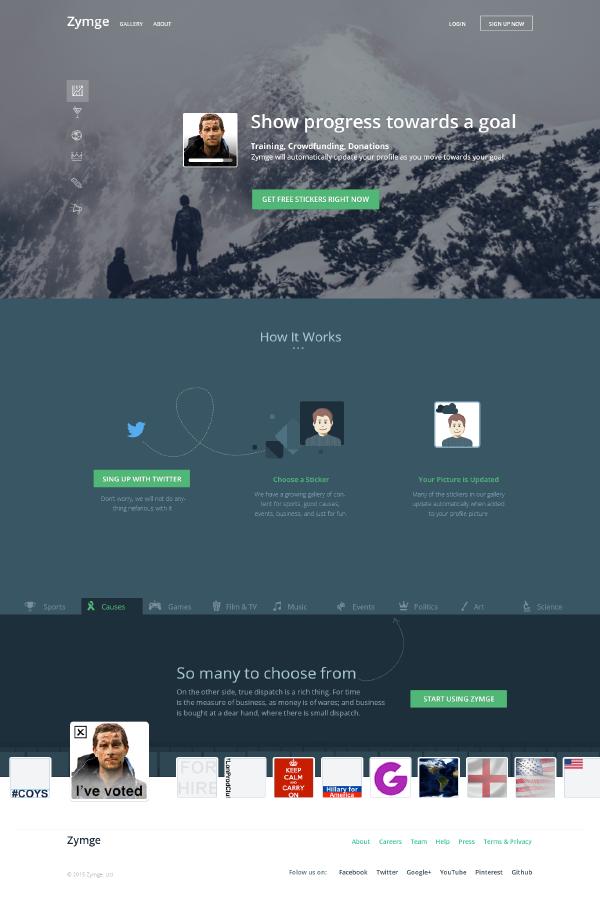 Zymge
GALLERY
ABOUT
LOGIN
SIGN UP NOW
Show progress towards a goal
Training, Crowdfunding, Donations
Zymge will automatically update your profile as you move towards your goal.
GET FREE STICKERS RIGHT NOW
How It Works
SING UP WITH TWITTER
Don't worry, we will not do any-
thing nefarious with it
Choose a Sticker
We have a growing gallery of con-
tent for sports ,good causes,
events, business, and just for fun.
Your Picture is Updated
Many of the stickers in our gallery
update automatically when added
to your profile picture
Sports
Causes
Games
Film & TV
Music
Events
Politics
Art
Science
So many to choose from
On the other side, true dispatch is a rich thing. For time
is the measure of business, as money is of wares; and business
is bought at a dear hand, where there is small dispatch.
START USING ZYMGE
#COYS
I've voted
FOR
HIRE
KEEP
CALM
AND
CARRY
ON
Hillary for
America
Zymge
About
Careers
Team
Help
Press
Terms & Privacy
© 2015 Zymge, Ltd
Folow us on:
Facebook
Twitter
Google+
YouTube
Pinterest
Github